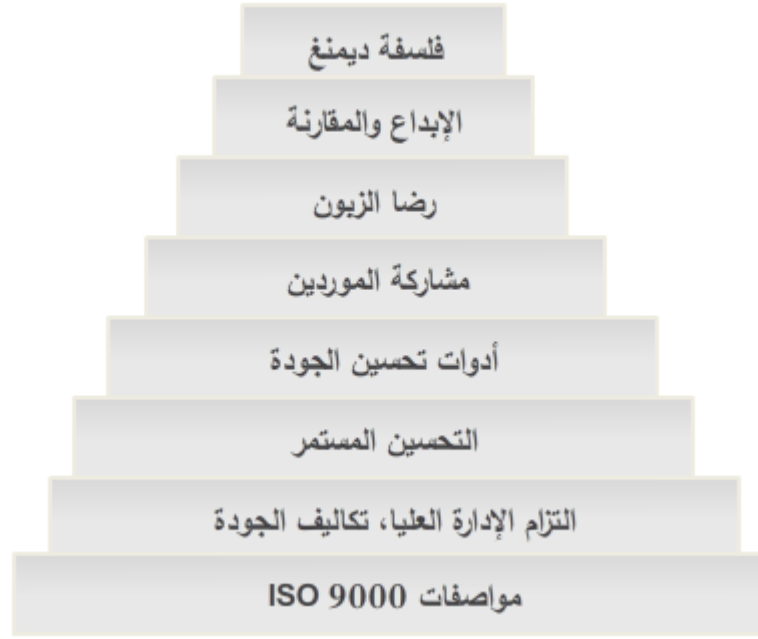 فلسفة ديمنغ
الإبداع والمقارنة
رضا الزبون
مشاركة الموردين
أدوات تحسين الجودة
التحسين المستمر
التزام الإدارة العليا، تكاليف الجودة
مواصفات ISO 9000